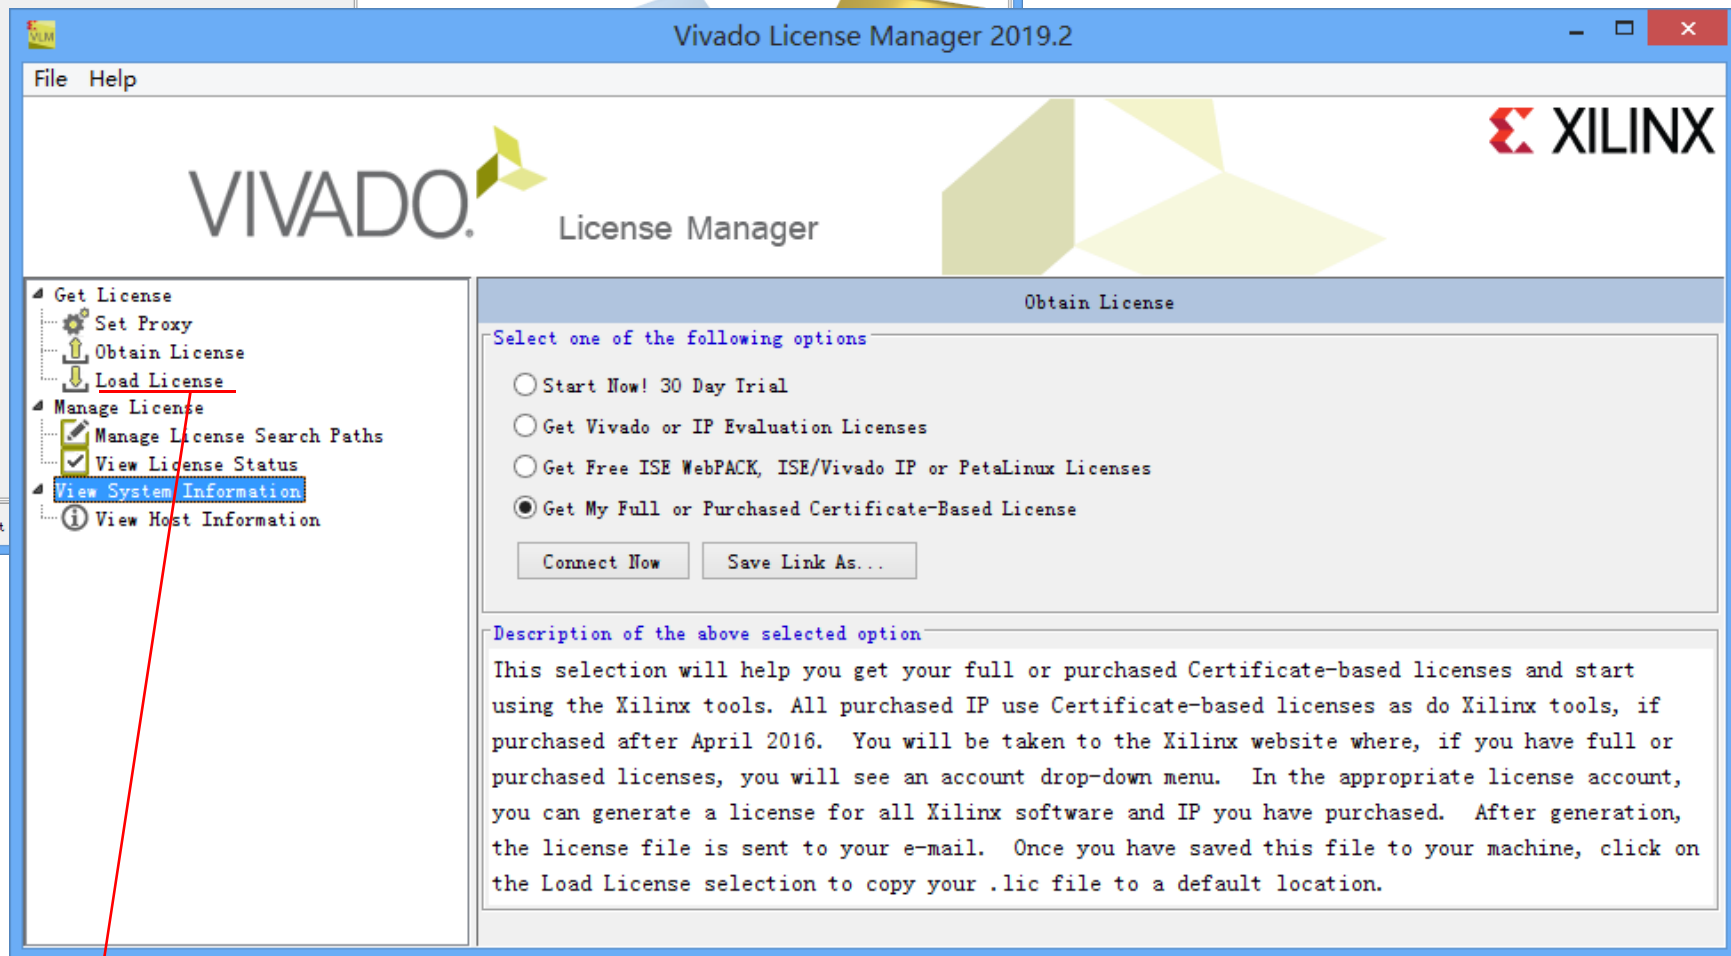 VLM
Vivado License Manager 2019.2
File Help
VIVADO.
License Manager
XILINX
Get License
Set Proxy
Obtain License
Load License
Manage License
Manage License Search Paths
View License Status
View System Information
View Host Information
t
Obtain License
Select one of the following options
Start Now! 30 Day Trial
Get Vivado or IP Evaluation Licenses
Get Free ISE WebPACK, ISE/Vivado IP or PetaLinux Licenses
Get My Full or Purchased Certificate-Based License
Connect Now Save Link As...
Description of the above selected option
This selection will help you get your full or purchased Certificate-based licenses and start
using the Xilinx tools. All purchased IP use Certificate-based licenses as do Xilinx tools, if
purchased after April 2016. You will be taken to the Xilinx website where, if you have full or
purchased licenses, you will see an account drop-down menu. In the appropriate license account,
you can generate a license for all Xilinx software and IP you have purchased. After generation,
the license file is sent to your e-mail. Once you have saved this file to your machine, click on
the Load License selection to copy your .lic file to a default location.